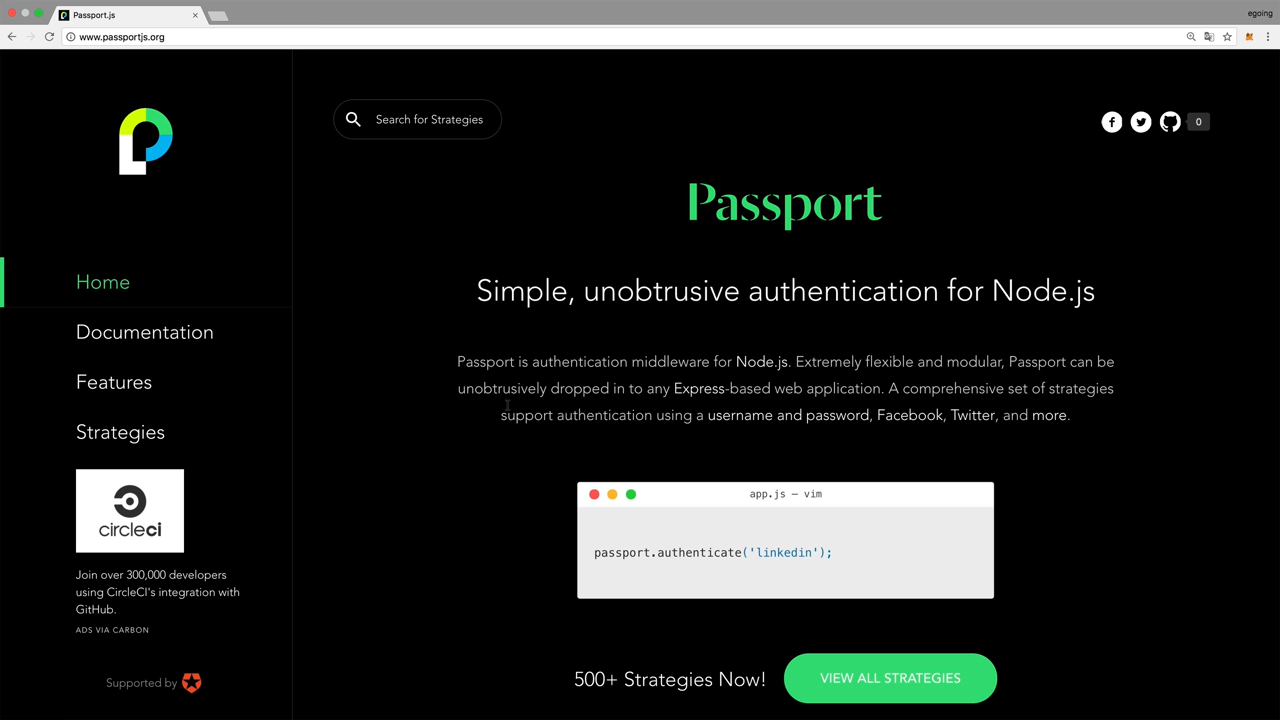 Passport.js
egoing
www.passportjs.org
Search for Strategies
0
Passport
Home
Documentation
Features
Strategies
Simple, unobtrusive authentication for Node.js
Passport is authentication middleware for Node.js. Extremely flexible and modular, Passport can be
unobtrusively dropped in to any Express-based web application. A comprehensive set of strategies
support authentication using a username and password, Facebook, Twitter, and more.
circleci
Join over 300,000 developers
using CircleCI's integration with
GitHub.
ADS VIA CARBON
Supported by
app.js — vim
passport.authenticate('linkedin');
500+ Strategies Now!
VIEW ALL STRATEGIES